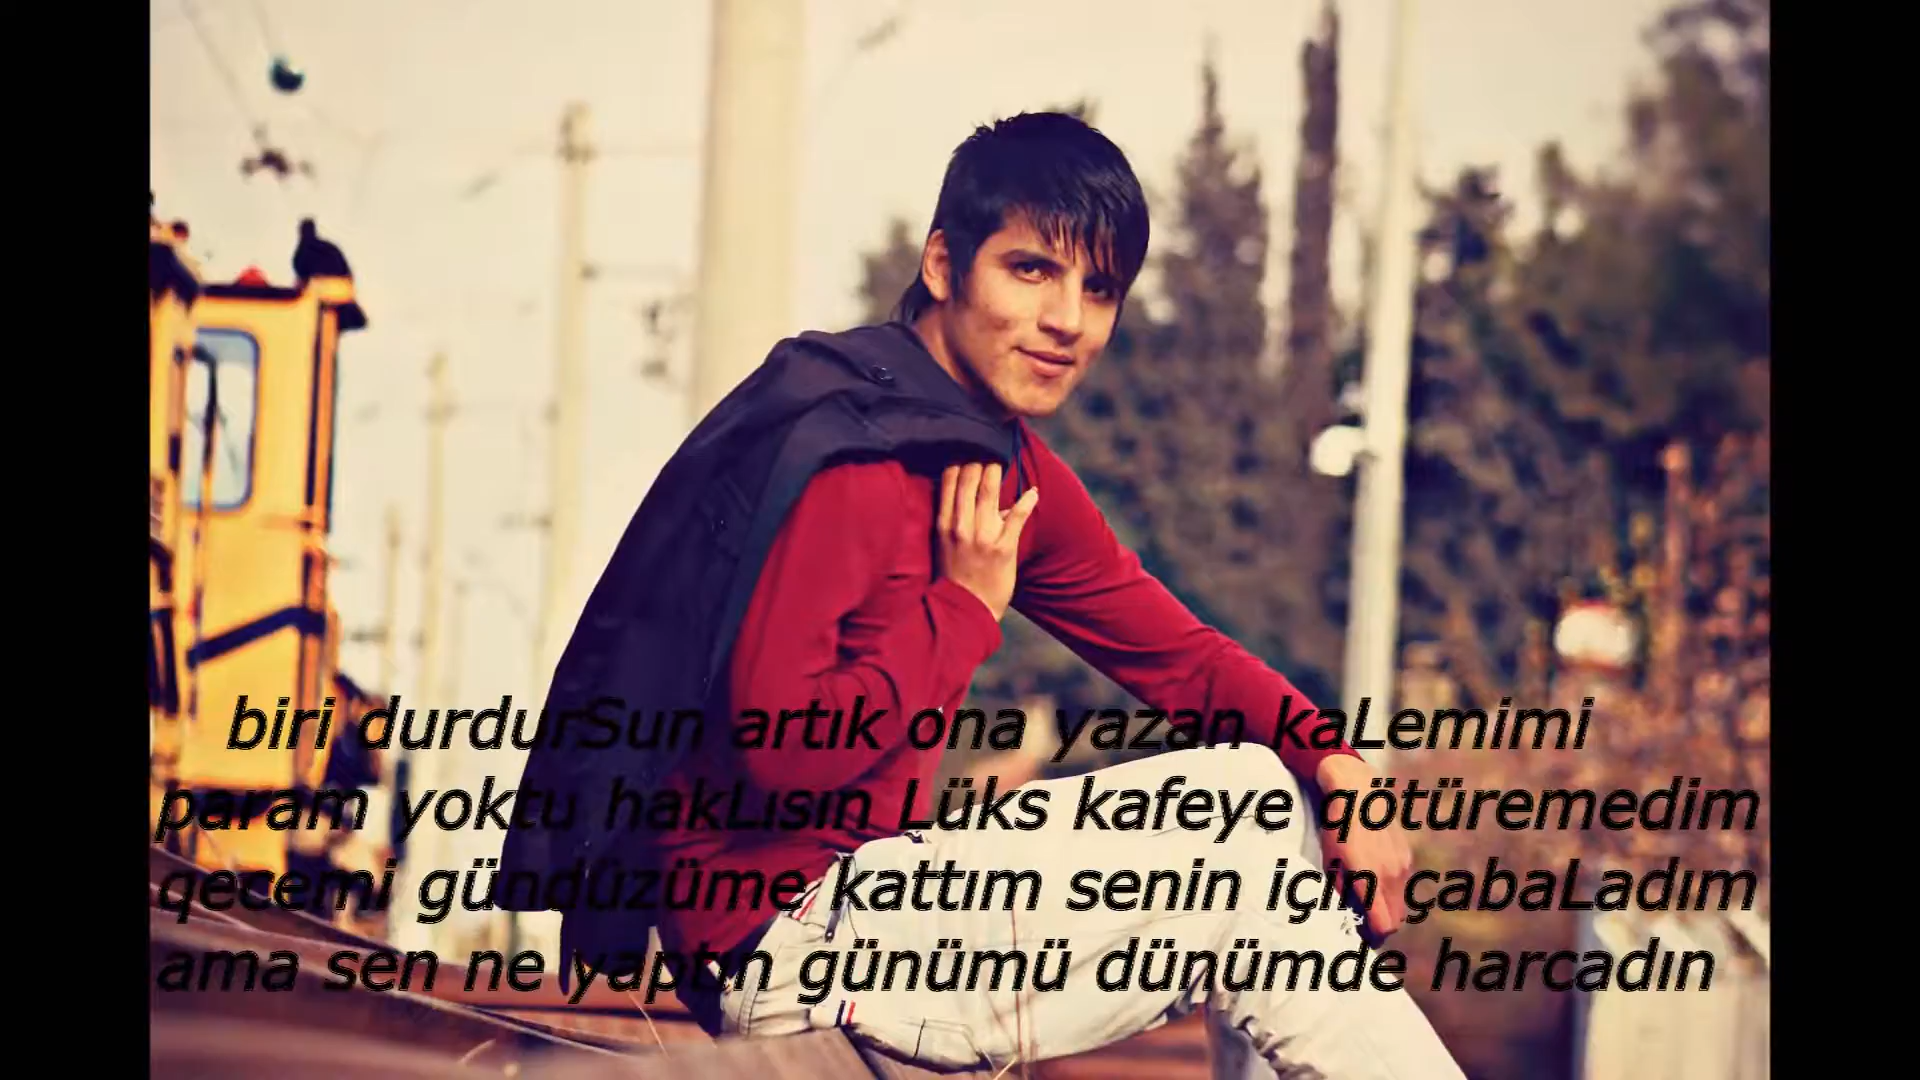 biri durdurSun artık ona yazan kaLemimi
param yoktu hakLısın Lüks kafeye qötüremedim
qecemi gündüzüme kattım senin için çabaLadım
ama sen ne yaptın günümü dünümde harcadın